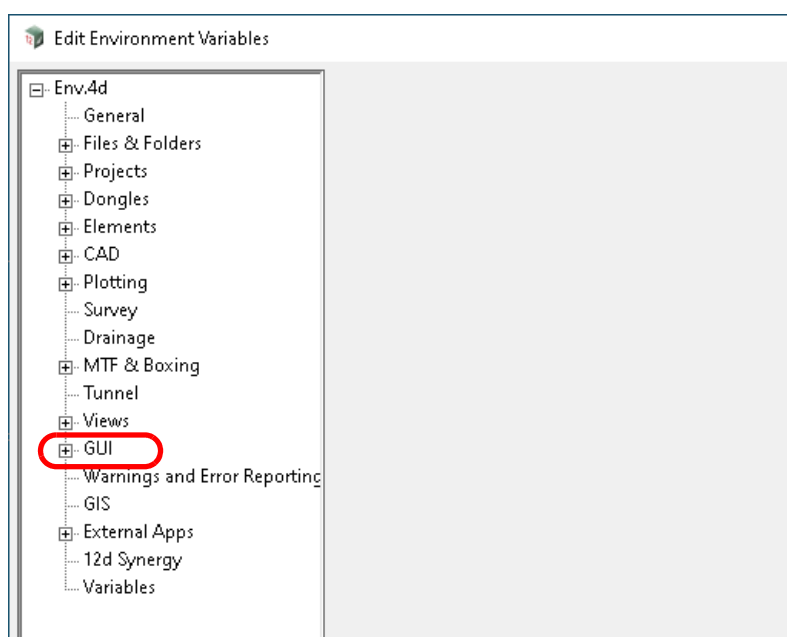 Edit Environment Variables
Env.4d
General
Files & Folders
Projects
Dongles
Elements
CAD
Plotting
Survey
Drainage
MTF & Boxing
Tunnel
Views
GUI
Warnings and Error Reporting
GIS
External Apps
12d Synergy
Variables